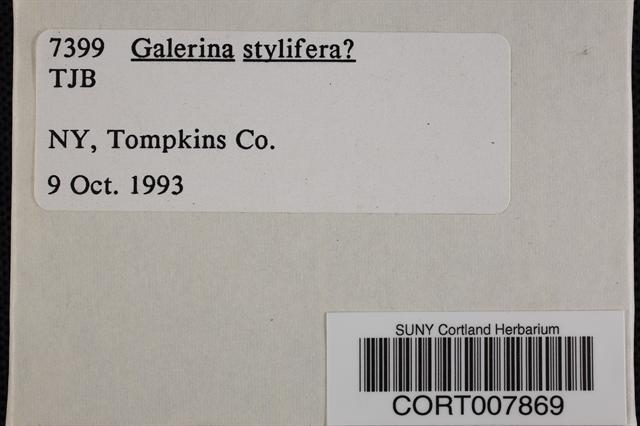 7399 Galerina stylifera?
TJB
NY, Tompkins Co.
9 Oct. 1993
SUNY Cortland Herbarium
CORT007869